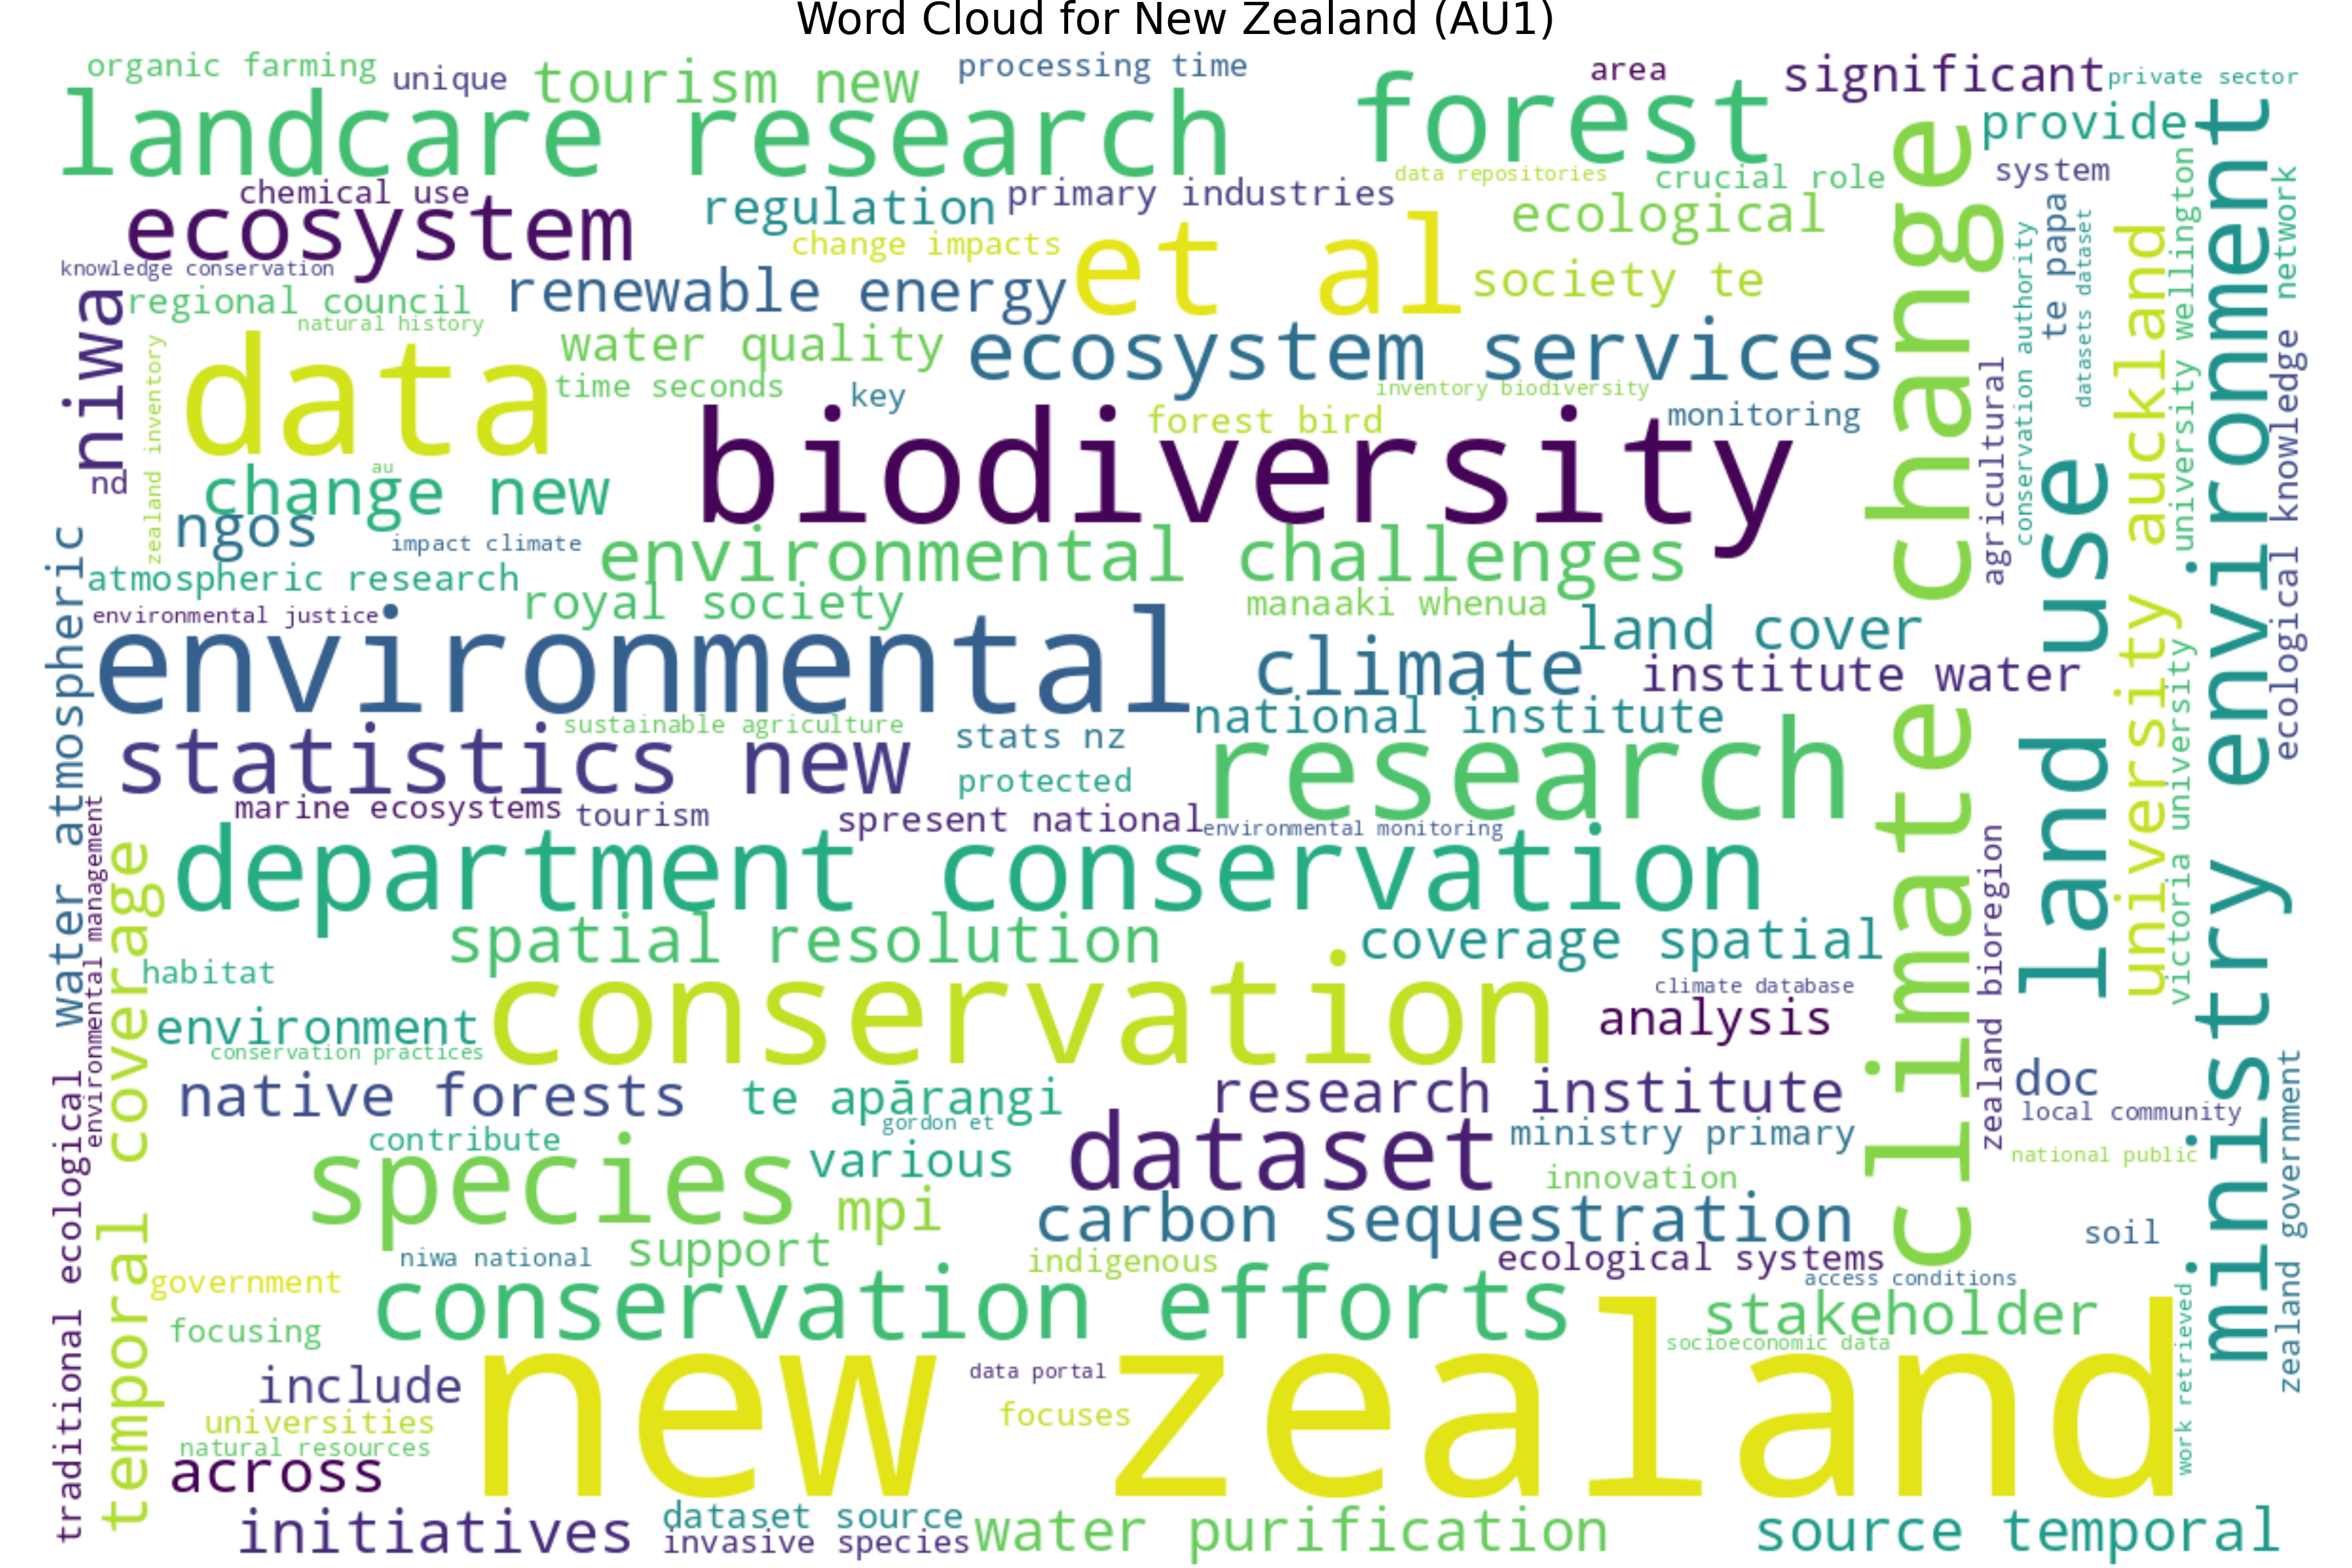 Word Cloud for New Zealand (AU1)
organic farming
unique
tourism new
processing time
area
significant
private sector
landcare research
forest
provide
chemical use
ecosystem
regulation
primary industries
data repositories
crucial role
system
ecological
change impacts
et al
knowledge conservation
regional council
renewable energy
society te
natural history
niwa
data
water quality
ecosystem services
time seconds
key
inventory biodiversity
forest bird
monitoring
biodiversity
nd
au
change new
zealand inventory
ngos
impact climate
environmental challenges
atmospheric research
royal society
manaaki whenua
environmental justice
environmental
land cover
climate
institute water
national institute
sustainable agriculture
statistics new
stats nz
research
protected
marine ecosystems
tourism
spresent national
environmental monitoring
department conservation
spatial resolution
coverage spatial
habitat
conservation
climate database
environment
analysis
conservation practices
native forests
te apārangi
research institute
doc
gordon et
local community
contribute
dataset
ministry primary
species
various
national public
innovation
mpi
carbon sequestration
soil
niwa national
support
indigenous
ecological systems
government
access conditions
conservation efforts
stakeholder
focusing
socioeconomic data
include
data portal
new zealand
universities
focuses
natural resources
across
initiatives
dataset source
invasive species
water purification
source temporal
water atmospheric
environmental management
traditional ecological
temporal coverage
climate change
agricultural
zealand bioregion
conservation authority
te papa
datasets dataset
land use
university auckland
university wellington
victoria university
ministry environment
network
ecological knowledge
zealand government
work retrieved